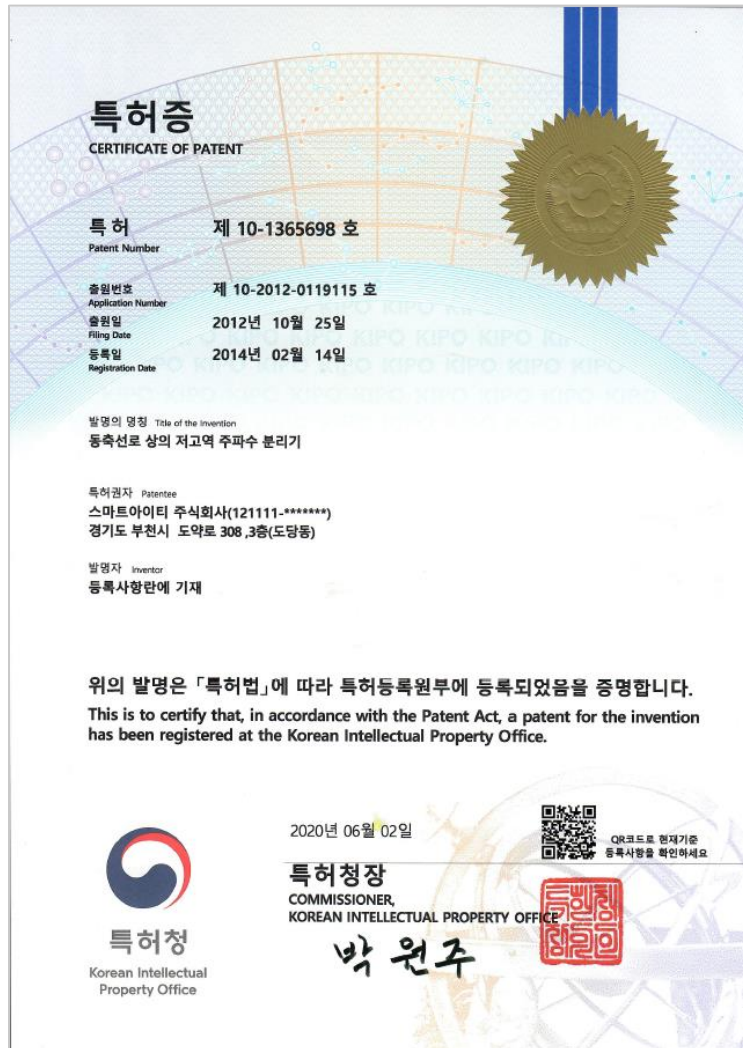 특허증
CERTIFICATE OF PATENT
특허 제 10-1365698 호
Patent Number
출원번호 제 10-2012-0119115 호
Application Number
출원일 2012년 10월 25일
Filing Date
등록일 2014년 02월 14일
Registration Date
발명의 명칭 Title of the Invention
동축선로 상의 저고역 주파수 분리기
특허권자 Patentee
스마트아이티 주식회사(121111-*******)
경기도 부천시 도약로 308 ,3층(도당동)
발명자 Inventor
등록사항란에 기재
위의 발명은 「특허법」에 따라 특허등록원부에 등록되었음을 증명합니다.
This is to certify that, in accordance with the Patent Act, a patent for the invention
has been registered at the Korean Intellectual Property Office.
2020년 06월 02일
QR코드로 현재기준
등록사항을 확인하세요
특허청장
COMMISSIONER,
KOREAN INTELLECTUAL PROPERTY OFFICE
박원주
특허청
Korean Intellectual
Property Office